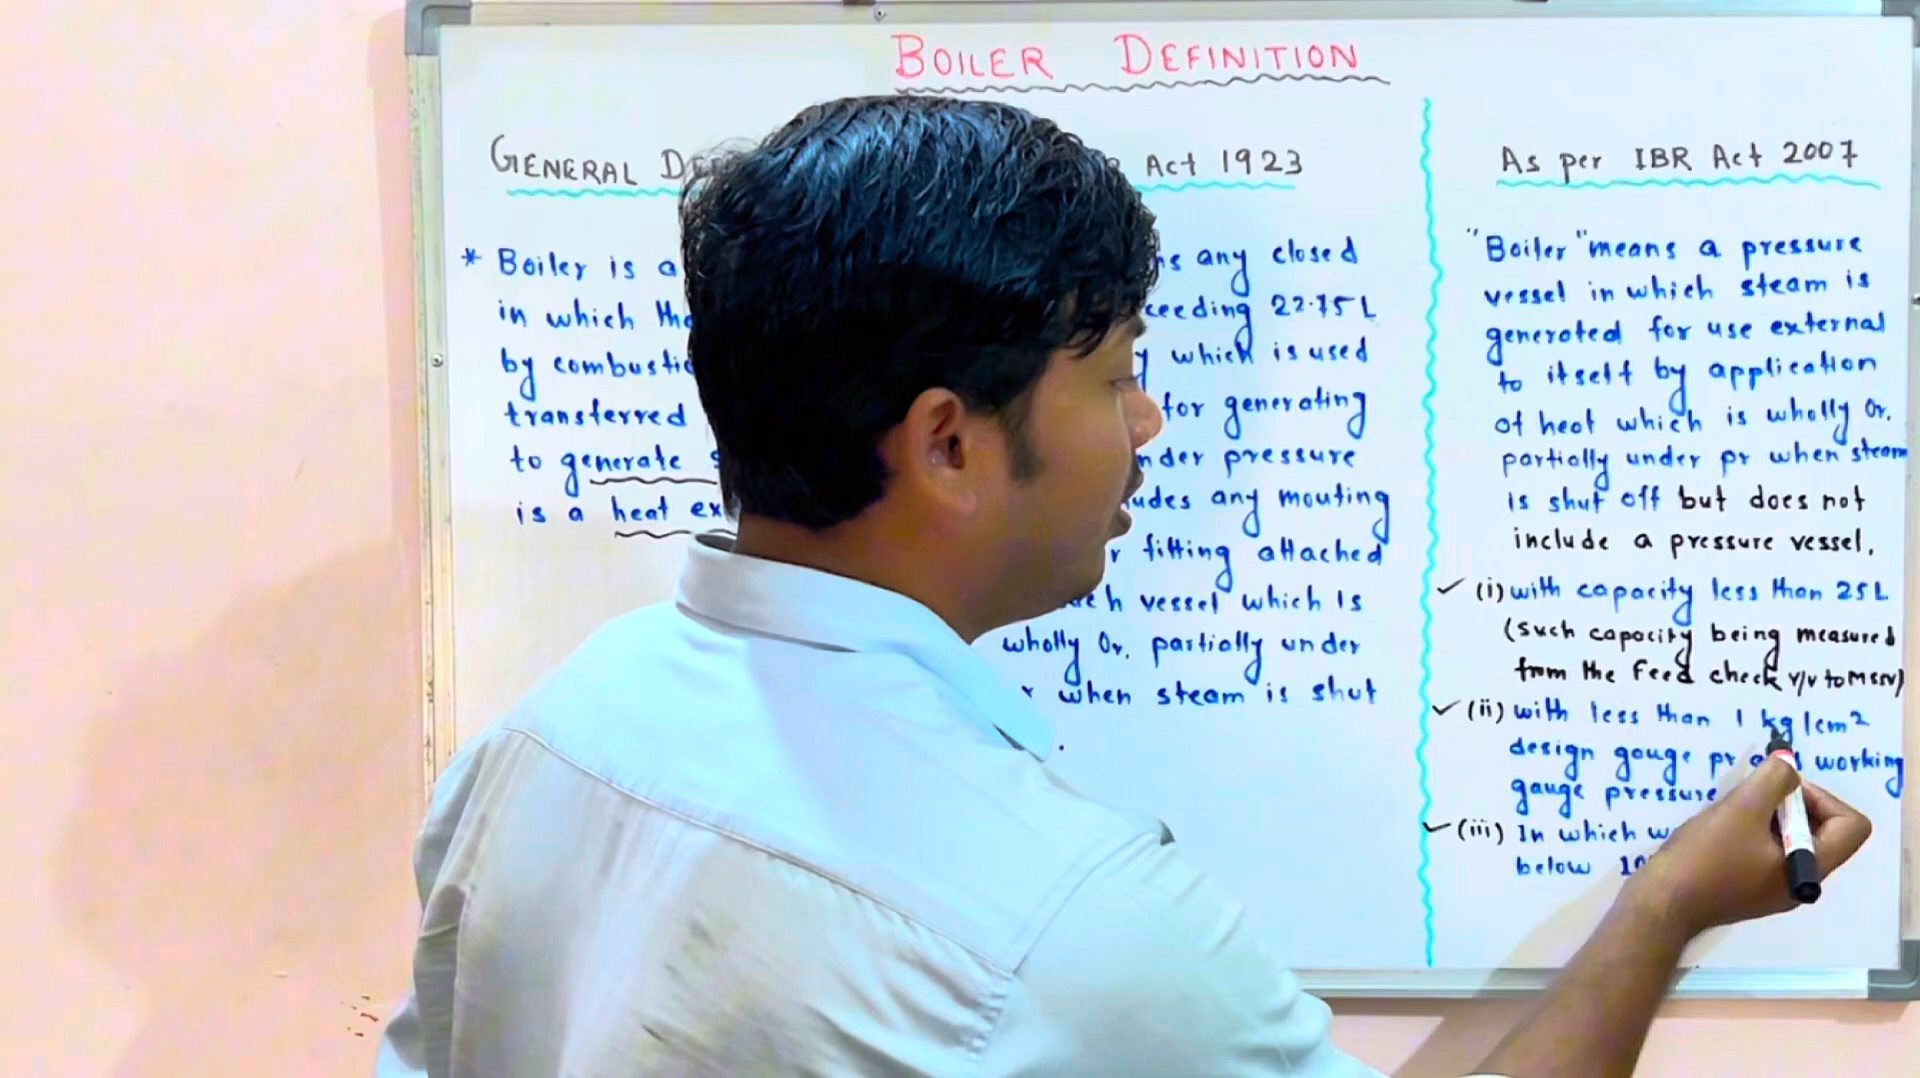 BOILER DEFINITION
GENERAL
* Boiler is a
in which the
by combustic
transferred
to generate
is a heat ex
Act 1923
any closed
ceeding 22.75 L
which is used
for generating
nder pressure
udes any mouting
r fitting attached
vessel which is
wholly Or. partially under
when steam is shut
As per IBR Act 2007
"Boiler" means a pressure
vessel in which steam is
generated for use external
to itself by application
of heat which is wholly Or.
partially under pr when steam
is shut off but does not
include a pressure vessel.
(i) with capacity less than 25L
(such capacity being measured
from the Feed check v/v to MSSV)
(ii) with less than 1 kg/cm²
design gauge pr working
gauge pressure
(iii) In which w
below 10